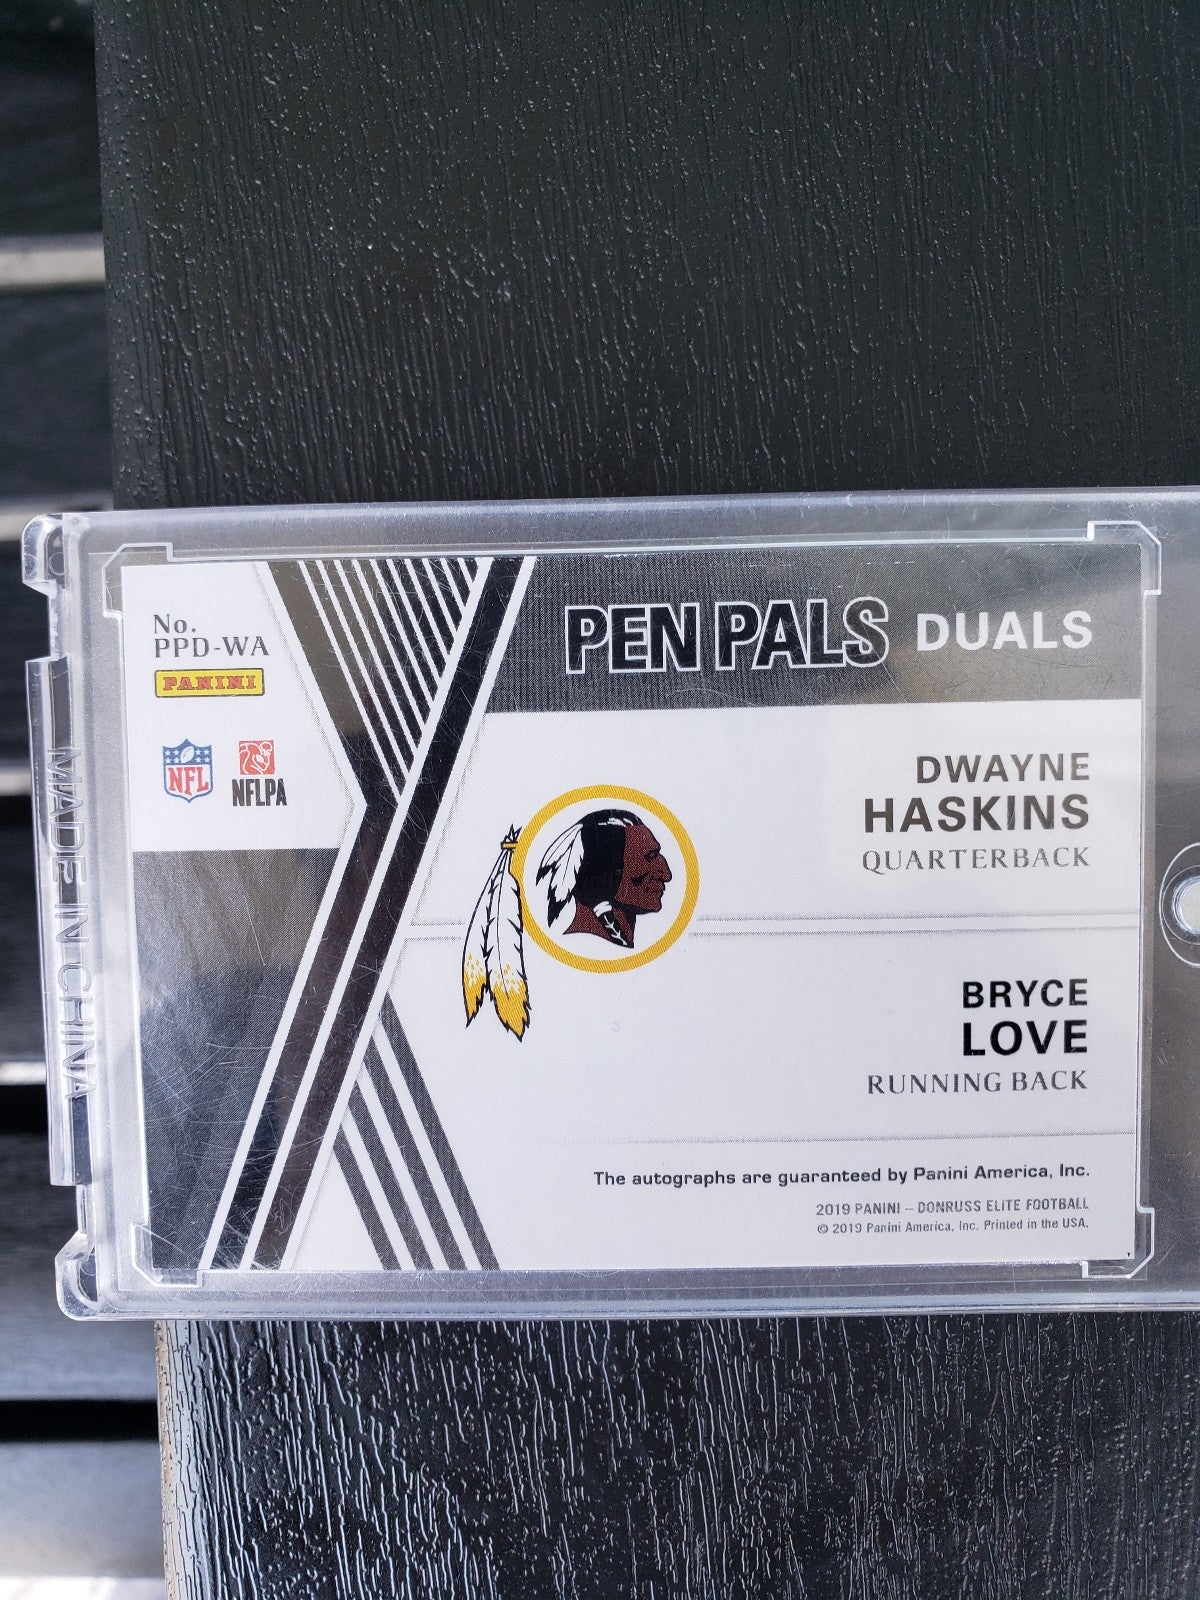 No.
PPD-WA
PANINI
NFL
NFLPA
PEN PALS DUALS
DWAYNE
HASKINS
QUARTERBACK
BRYCE
LOVE
RUNNING BACK
The autographs are guaranteed by Panini America, Inc.
2019 PANINI – DONRUSS ELITE FOOTBALL
© 2019 Panini America, Inc. Printed in the USA.
MADE IN CHINA